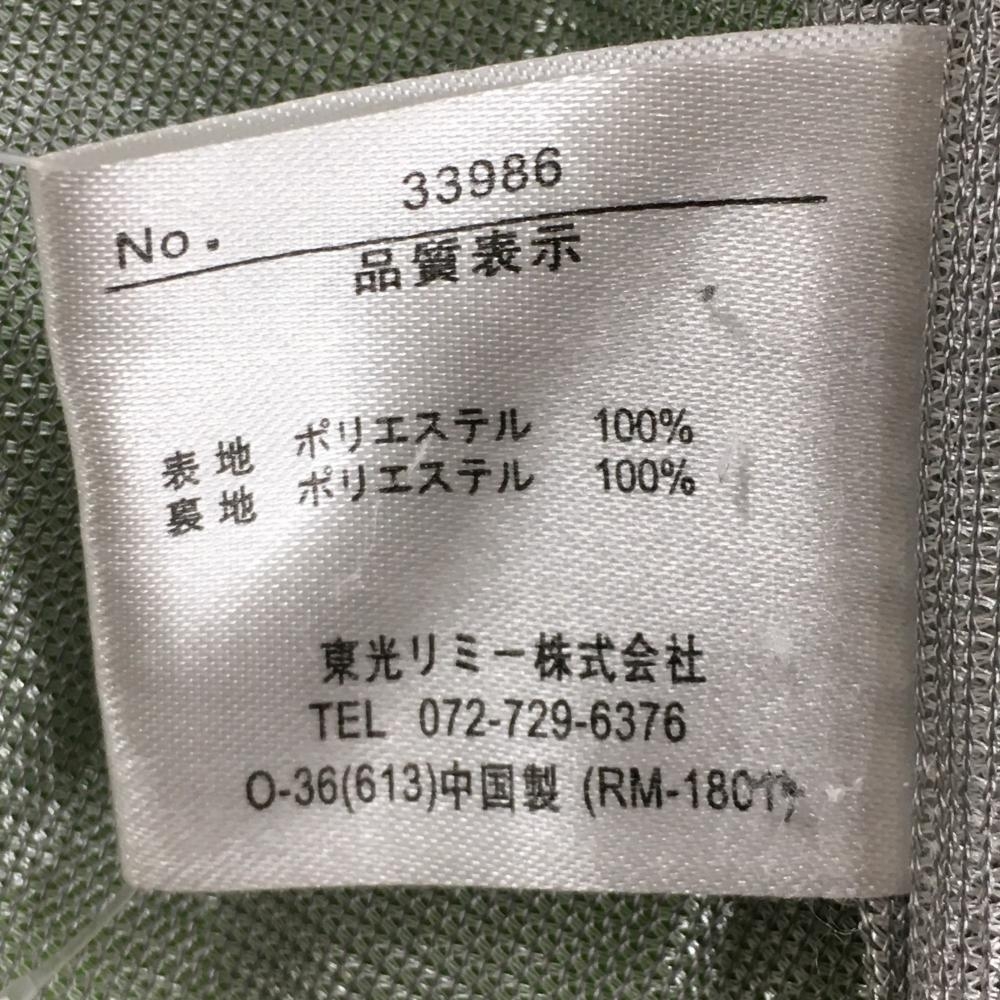 No. 33986
品質表示
表地 ポリエステル 100%
裏地 ポリエステル 100%
東光リミー株式会社
TEL 072-729-6376
O-36(613)中国製 (RM-1801)